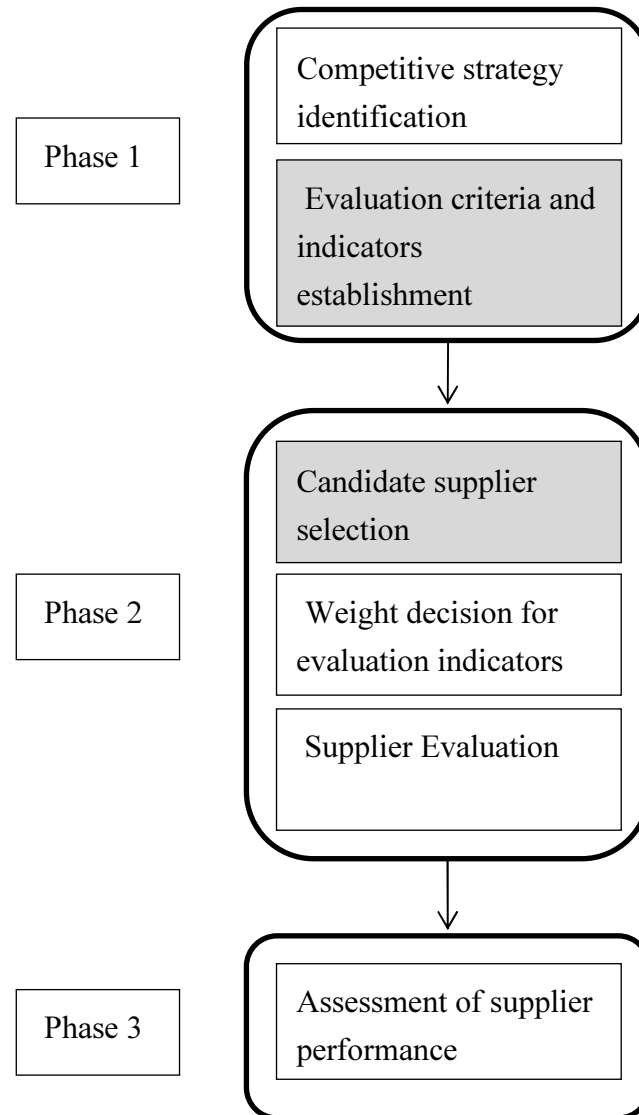 Phase 1
Competitive strategy
identification
Evaluation criteria and
indicators
establishment
Phase 2
Candidate supplier
selection
Weight decision for
evaluation indicators
Supplier Evaluation
Phase 3
Assessment of supplier
performance